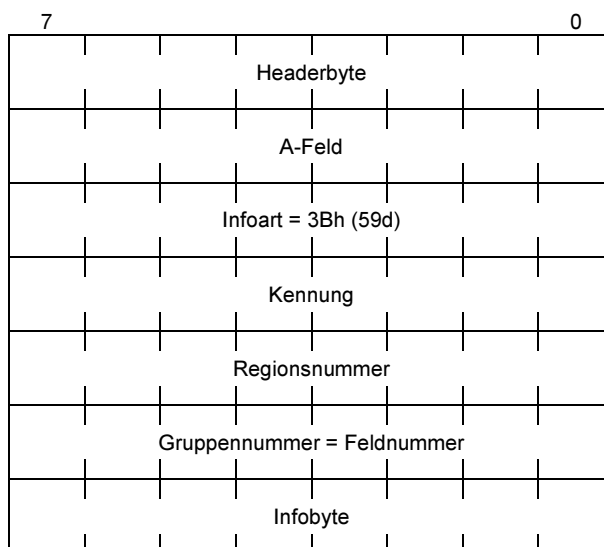 7 0
Headerbyte
A-Feld
Infoart = 3Bh (59d)
Kennung
Regionsnummer
Gruppennummer = Feldnummer
Infobyte